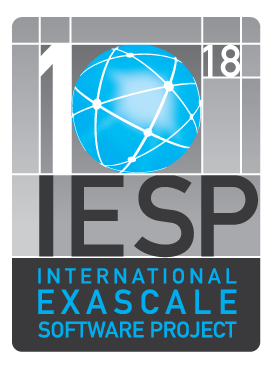 10 18
IESP
INTERNATIONAL
EXASCALE
SOFTWARE PROJECT